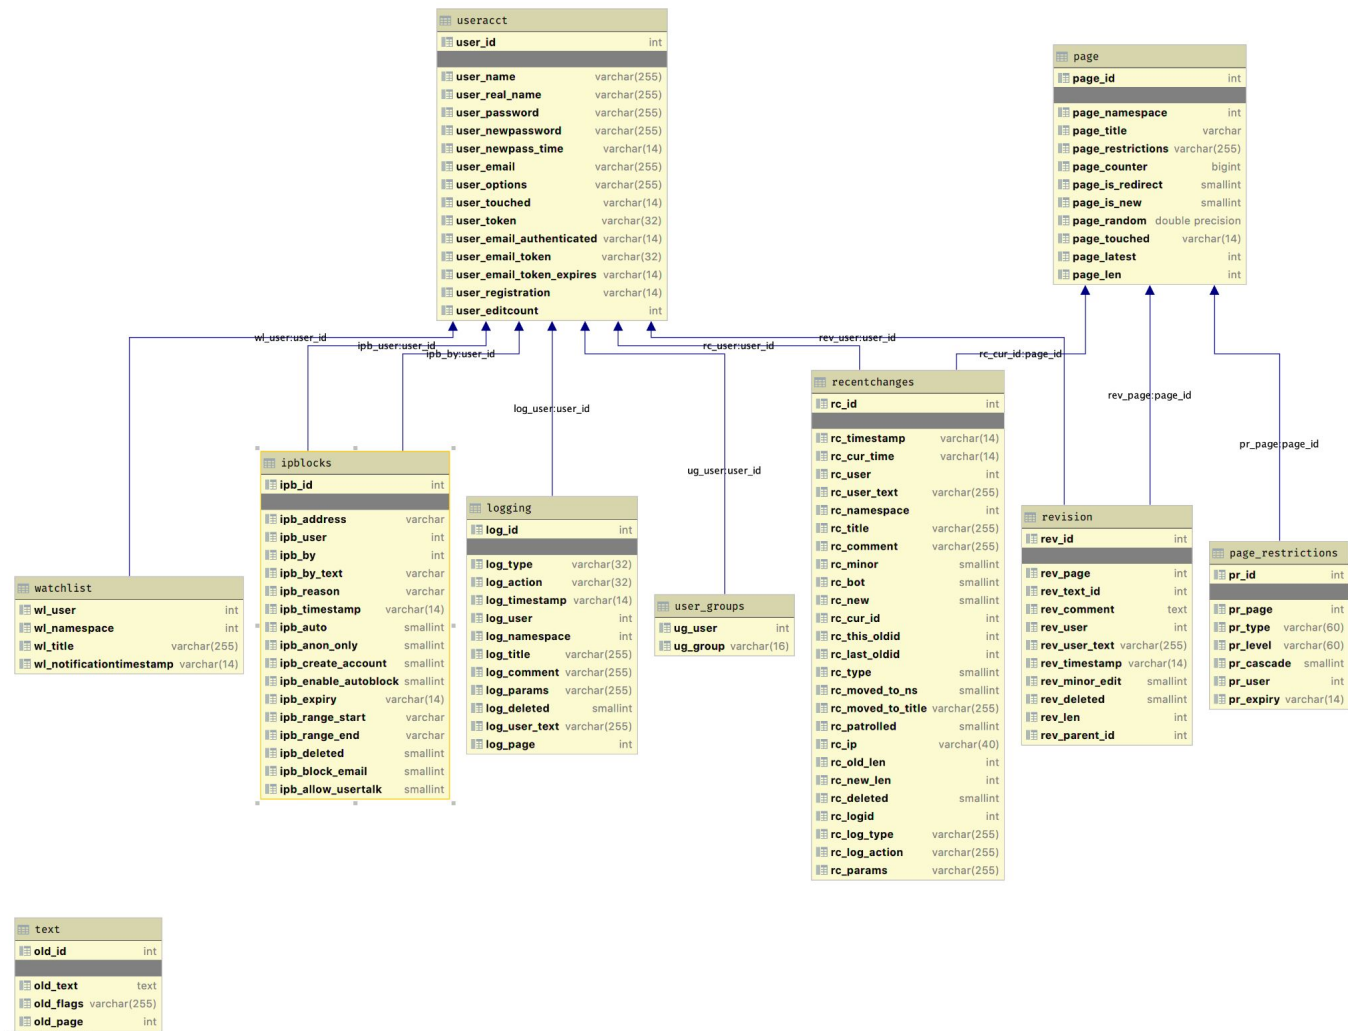 useracct
user_id int
user_name varchar(255)
user_real_name varchar(255)
user_password varchar(255)
user_newpassword varchar(255)
user_newpass_time varchar(14)
user_email varchar(255)
user_options varchar(255)
user_touched varchar(14)
user_token varchar(32)
user_email_authenticated varchar(14)
user_email_token varchar(32)
user_email_token_expires varchar(14)
user_registration varchar(14)
user_editcount int
page
page_id int
page_namespace int
page_title varchar
page_restrictions varchar(255)
page_counter bigint
page_is_redirect smallint
page_is_new smallint
page_random double precision
page_touched varchar(14)
page_latest int
page_len int
wl_user:user_id
ipb_user:user_id
ipb_by:user_id
log_user:user_id
ug_user:user_id
rc_user:user_id
rev_user:user_id
rc_cur_id:page_id
rev_page:page_id
pr_page:page_id
watchlist
wl_user int
wl_namespace int
wl_title varchar(255)
wl_notificationtimestamp varchar(14)
ipblocks
ipb_id int
ipb_address varchar
ipb_user int
ipb_by int
ipb_by_text varchar
ipb_reason varchar
ipb_timestamp varchar(14)
ipb_auto smallint
ipb_anon_only smallint
ipb_create_account smallint
ipb_enable_autoblock smallint
ipb_expiry varchar(14)
ipb_range_start varchar
ipb_range_end varchar
ipb_deleted smallint
ipb_block_email smallint
ipb_allow_usertalk smallint
logging
log_id int
log_type varchar(32)
log_action varchar(32)
log_timestamp varchar(14)
log_user int
log_namespace int
log_title varchar(255)
log_comment varchar(255)
log_params varchar(255)
log_deleted smallint
log_user_text varchar(255)
log_page int
user_groups
ug_user int
ug_group varchar(16)
recentchanges
rc_id int
rc_timestamp varchar(14)
rc_cur_time varchar(14)
rc_user int
rc_user_text varchar(255)
rc_namespace int
rc_title varchar(255)
rc_comment varchar(255)
rc_minor smallint
rc_bot smallint
rc_new smallint
rc_cur_id int
rc_this_oldid int
rc_last_oldid int
rc_type smallint
rc_moved_to_ns smallint
rc_moved_to_title varchar(255)
rc_patrolled smallint
rc_ip varchar(40)
rc_old_len int
rc_new_len int
rc_deleted smallint
rc_logid int
rc_log_type varchar(255)
rc_log_action varchar(255)
rc_params varchar(255)
revision
rev_id int
rev_page int
rev_text_id int
rev_comment text
rev_user int
rev_user_text varchar(255)
rev_timestamp varchar(14)
rev_minor_edit smallint
rev_deleted smallint
rev_len int
rev_parent_id int
page_restrictions
pr_id int
pr_page int
pr_type varchar(60)
pr_level varchar(60)
pr_cascade smallint
pr_user int
pr_expiry varchar(14)
text
old_id int
old_text text
old_flags varchar(255)
old_page int